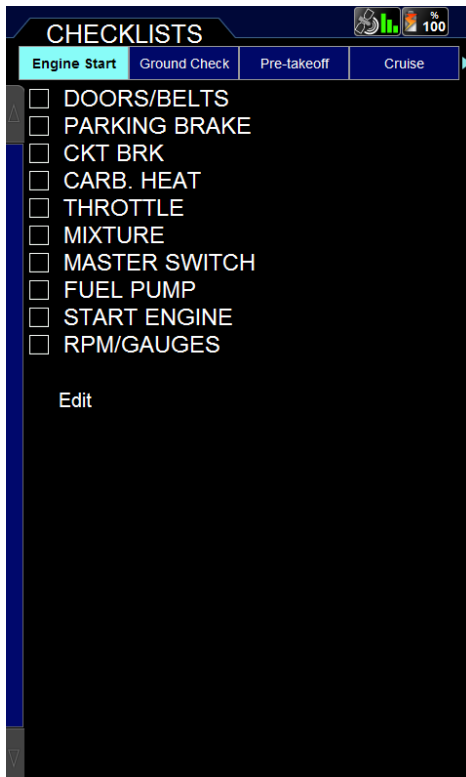 CHECKLISTS
%
100
Engine Start Ground Check Pre-takeoff Cruise
DOORS/BELTS
PARKING BRAKE
CKT BRK
CARB. HEAT
THROTTLE
MIXTURE
MASTER SWITCH
FUEL PUMP
START ENGINE
RPM/GAUGES
Edit